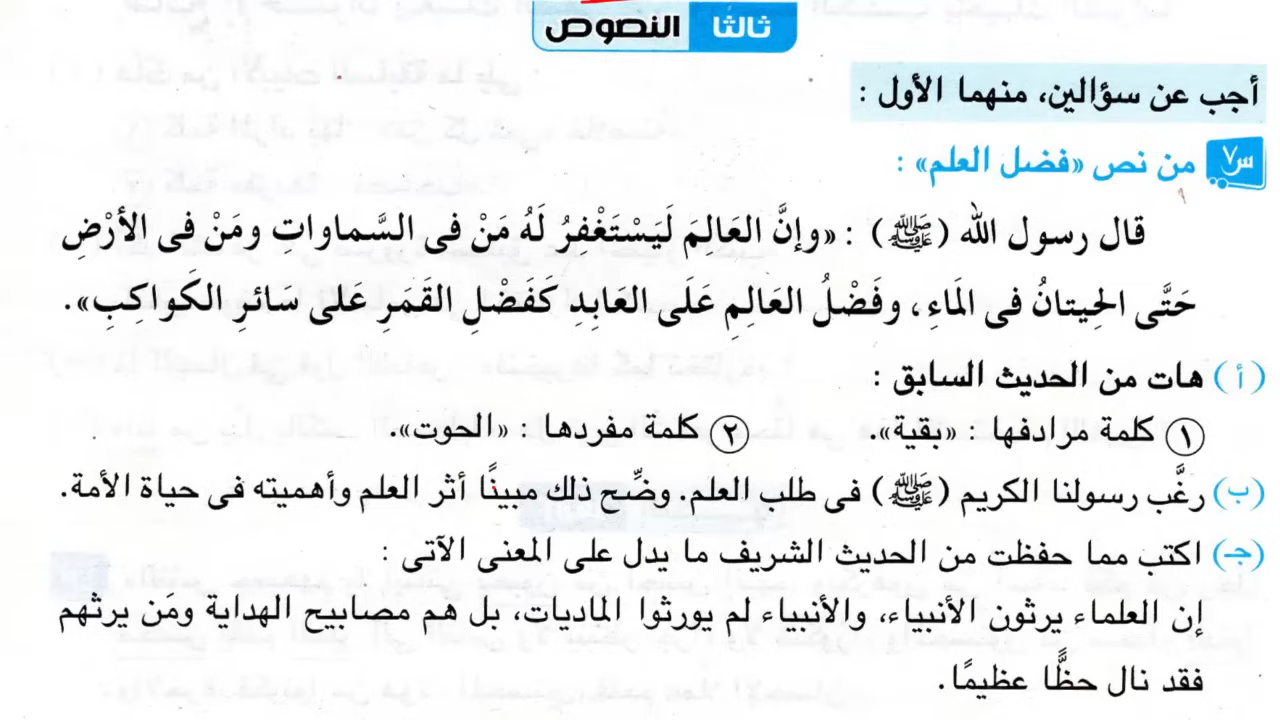 ثالثًا النصوص
أجب عن سؤالين، منهما الأول :
س٧ من نص «فضل العلم» :
قال رسول الله (ﷺ) : «وإنَّ العَالِمَ لَيَسْتَغْفِرُ لَهُ مَنْ فى السَّماواتِ ومَنْ فى الأرْضِ
حَتَّى الحِيتانُ فى المَاءِ، وفَضْلُ العَالِمِ عَلَى العَابِدِ كَفَضْلِ القَمَرِ عَلى سَائرِ الكَواكِبِ».
(أ) هات من الحديث السابق :
١ كلمة مرادفها : «بقية». ٢ كلمة مفردها : «الحوت».
(ب) رغَّب رسولنا الكريم (ﷺ) فى طلب العلم. وضِّح ذلك مبينًا أثر العلم وأهميته فى حياة الأمة.
(جـ) اكتب مما حفظت من الحديث الشريف ما يدل على المعنى الآتى :
إن العلماء يرثون الأنبياء، والأنبياء لم يورثوا الماديات، بل هم مصابيح الهداية ومَن يرثهم
فقد نال حظًّا عظيمًا.